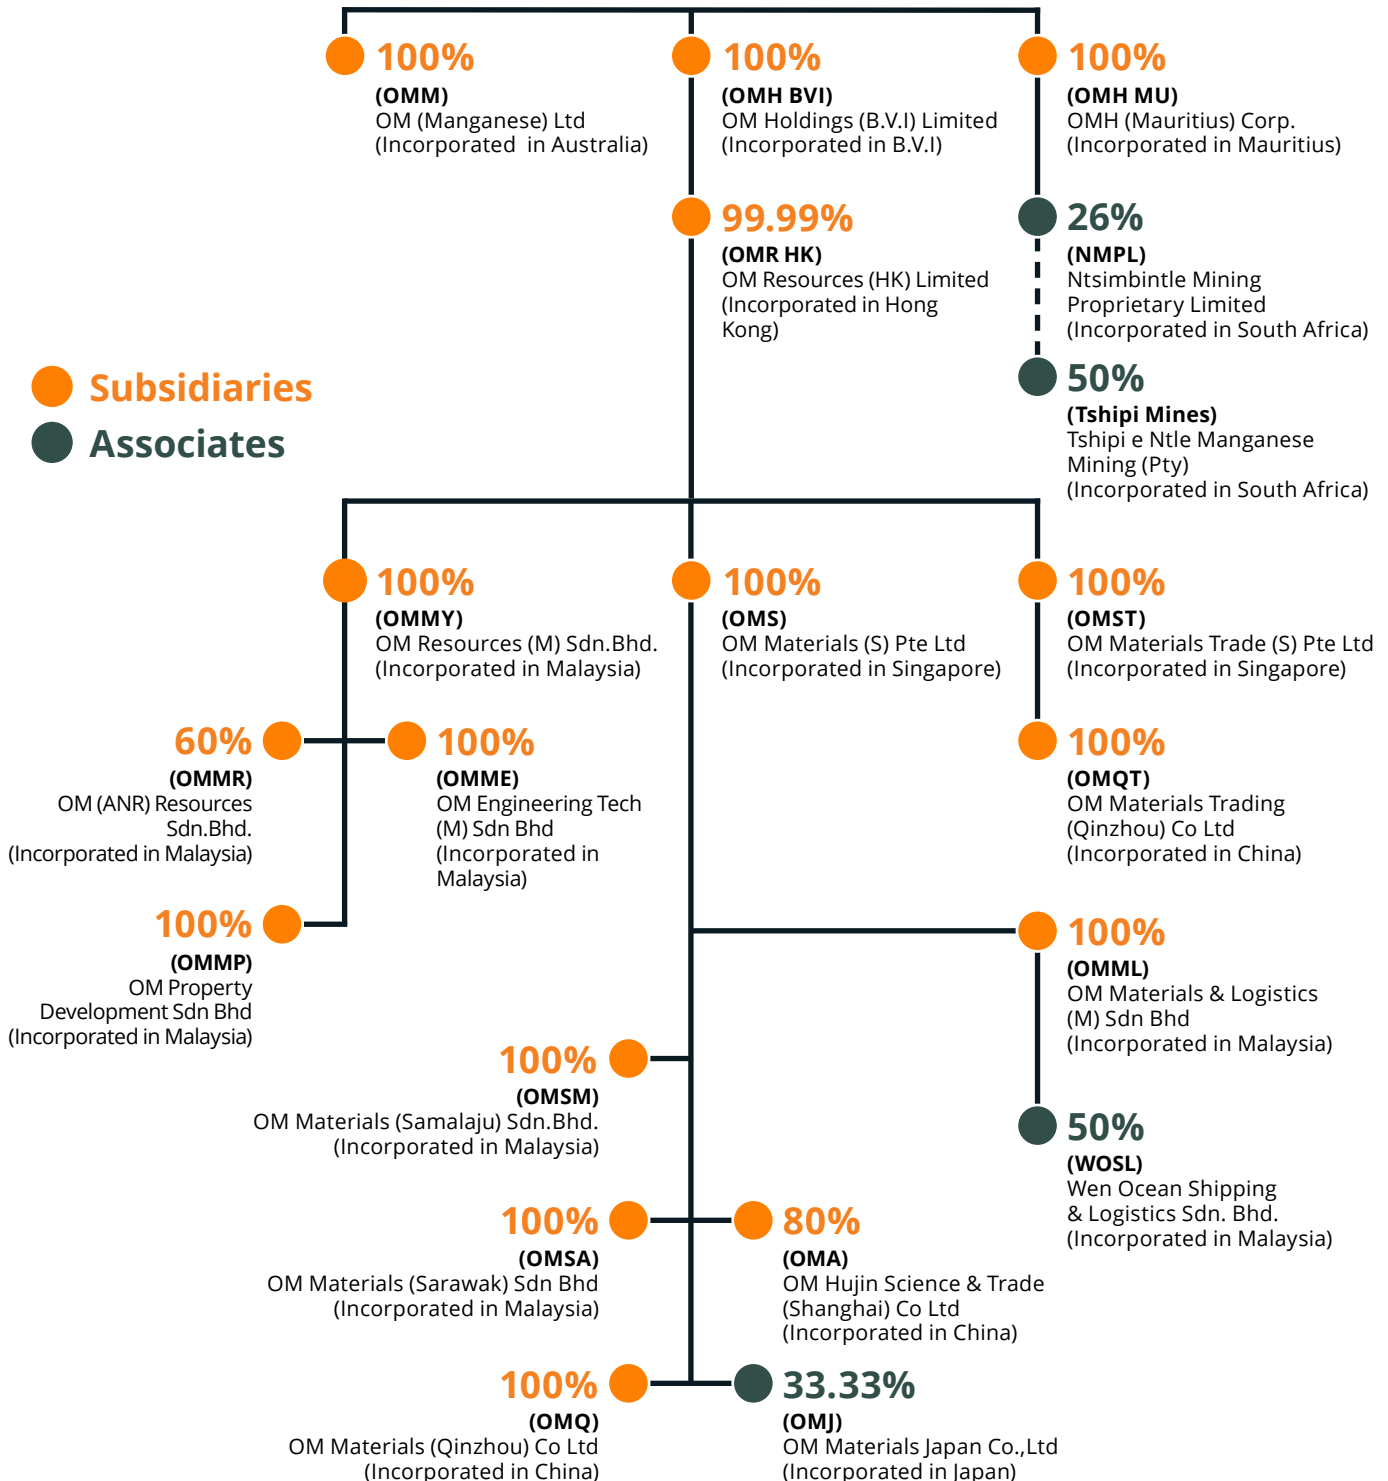 100%
(OMM)
OM (Manganese) Ltd
(Incorporated in Australia)
100%
(OMH BVI)
OM Holdings (B.V.I) Limited
(Incorporated in B.V.I)
100%
(OMH MU)
OMH (Mauritius) Corp.
(Incorporated in Mauritius)
99.99%
(OMR HK)
OM Resources (HK) Limited
(Incorporated in Hong
Kong)
26%
(NMPL)
Ntsimbintle Mining
Proprietary Limited
(Incorporated in South Africa)
Subsidiaries
Associates
50%
(Tshipi Mines)
Tshipi e Ntle Manganese
Mining (Pty)
(Incorporated in South Africa)
100%
(OMMY)
OM Resources (M) Sdn.Bhd.
(Incorporated in Malaysia)
100%
(OMS)
OM Materials (S) Pte Ltd
(Incorporated in Singapore)
100%
(OMST)
OM Materials Trade (S) Pte Ltd
(Incorporated in Singapore)
60%
(OMMR)
OM (ANR) Resources
Sdn.Bhd.
(Incorporated in Malaysia)
100%
(OMME)
OM Engineering Tech
(M) Sdn Bhd
(Incorporated in
Malaysia)
100%
(OMQT)
OM Materials Trading
(Qinzhou) Co Ltd
(Incorporated in China)
100%
(OMMP)
OM Property
Development Sdn Bhd
(Incorporated in Malaysia)
100%
(OMML)
OM Materials & Logistics
(M) Sdn Bhd
(Incorporated in Malaysia)
100%
(OMSM)
OM Materials (Samalaju) Sdn.Bhd.
(Incorporated in Malaysia)
50%
(WOSL)
Wen Ocean Shipping
& Logistics Sdn. Bhd.
(Incorporated in Malaysia)
100%
(OMSA)
OM Materials (Sarawak) Sdn Bhd
(Incorporated in Malaysia)
80%
(OMA)
OM Hujin Science & Trade
(Shanghai) Co Ltd
(Incorporated in China)
100%
(OMQ)
OM Materials (Qinzhou) Co Ltd
(Incorporated in China)
33.33%
(OMJ)
OM Materials Japan Co.,Ltd
(Incorporated in Japan)